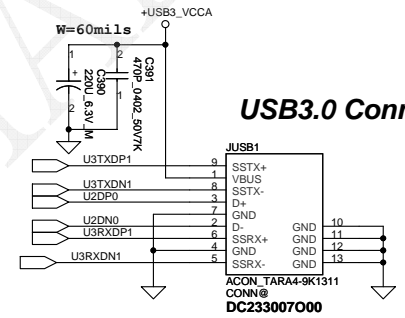 +USB3_VCCA
W=60mils
1
+
2
C390
220U_6.3V_M
2
1
C391
470P_0402_50V7K
USB3.0 Conn
JUSB1
U3TXDP1 9 SSTX+
1 VBUS
U3TXDN1 8 SSTX-
U2DP0 3 D+
7 GND
U2DN0 2 D- GND 10
U3RXDP1 6 SSRX+ GND 11
4 GND GND 12
U3RXDN1 5 SSRX- GND 13
ACON_TARA4-9K1311
CONN@
DC233007O00